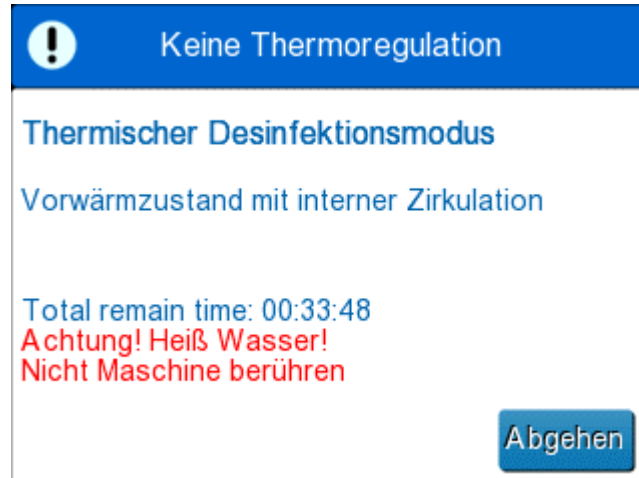 Keine Thermoregulation
Thermischer Desinfektionsmodus
Vorwärmzustand mit interner Zirkulation
Total remain time: 00:33:48
Achtung! Heiß Wasser!
Nicht Maschine berühren
Abgehen